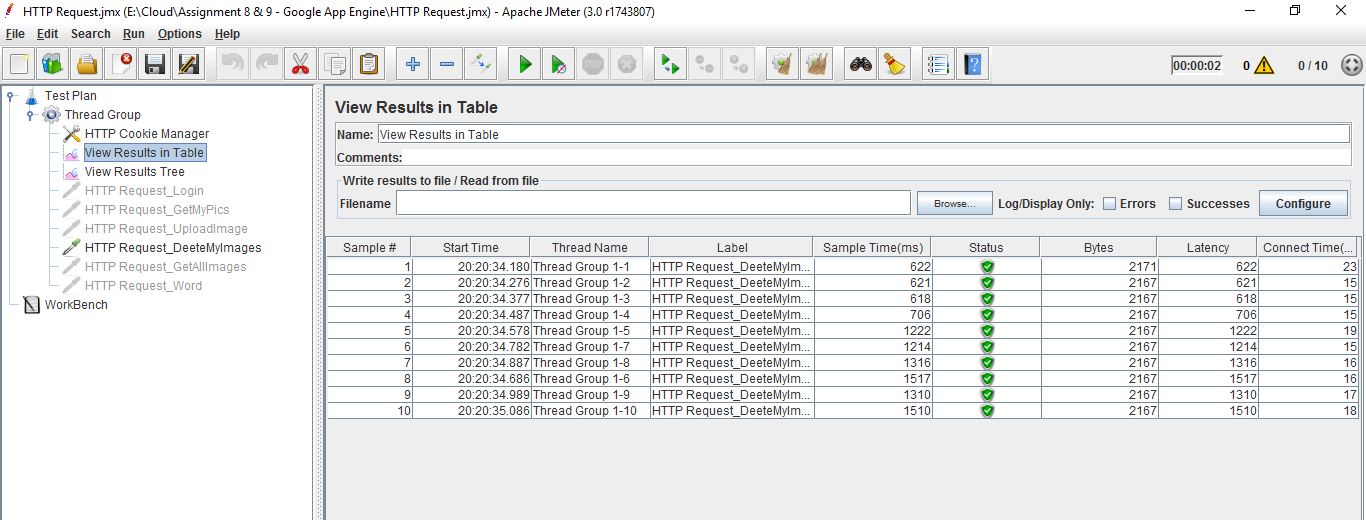 HTTP Request.jmx (E:\Cloud\Assignment 8 & 9 - Google App Engine\HTTP Request.jmx) - Apache JMeter (3.0 r1743807)
File Edit Search Run Options Help
00:00:02 0 0 / 10
Test Plan
Thread Group
HTTP Cookie Manager
View Results in Table
View Results Tree
HTTP Request_Login
HTTP Request_GetMyPics
HTTP Request_UploadImage
HTTP Request_DeeteMyImages
HTTP Request_GetAllImages
HTTP Request_Word
WorkBench
View Results in Table
Name: View Results in Table
Comments:
Write results to file / Read from file
Filename Browse... Log/Display Only: Errors Successes Configure
Sample # Start Time Thread Name Label Sample Time(ms) Status Bytes Latency Connect Time(...
1 20:20:34.180 Thread Group 1-1 HTTP Request_DeeteMyIm... 622 2171 622 23
2 20:20:34.276 Thread Group 1-2 HTTP Request_DeeteMyIm... 621 2167 621 15
3 20:20:34.377 Thread Group 1-3 HTTP Request_DeeteMyIm... 618 2167 618 15
4 20:20:34.487 Thread Group 1-4 HTTP Request_DeeteMyIm... 706 2167 706 15
5 20:20:34.578 Thread Group 1-5 HTTP Request_DeeteMyIm... 1222 2167 1222 19
6 20:20:34.782 Thread Group 1-7 HTTP Request_DeeteMyIm... 1214 2167 1214 15
7 20:20:34.887 Thread Group 1-8 HTTP Request_DeeteMyIm... 1316 2167 1316 16
8 20:20:34.686 Thread Group 1-6 HTTP Request_DeeteMyIm... 1517 2167 1517 16
9 20:20:34.989 Thread Group 1-9 HTTP Request_DeeteMyIm... 1310 2167 1310 17
10 20:20:35.086 Thread Group 1-10 HTTP Request_DeeteMyIm... 1510 2167 1510 18